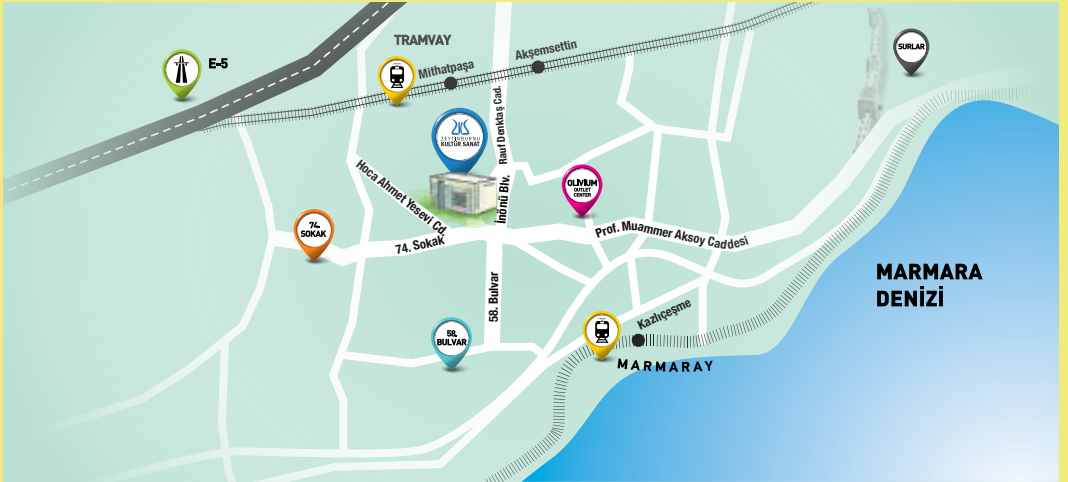 TRAMVAY
Akşemsettin
Mithatpaşa
E-5
SURLAR
Rauf Denktaş Cad.
ZKS
ZEYTİNBURNU
KÜLTÜR SANAT
Hoca Ahmet Yesevi Cd.
İnönü Blv.
OLIVIUM
OUTLET
CENTER
74.
SOKAK
74. Sokak
Prof. Muammer Aksoy Caddesi
58. Bulvar
MARMARA
DENİZİ
58.
BULVAR
Kazlıçeşme
MARMARAY